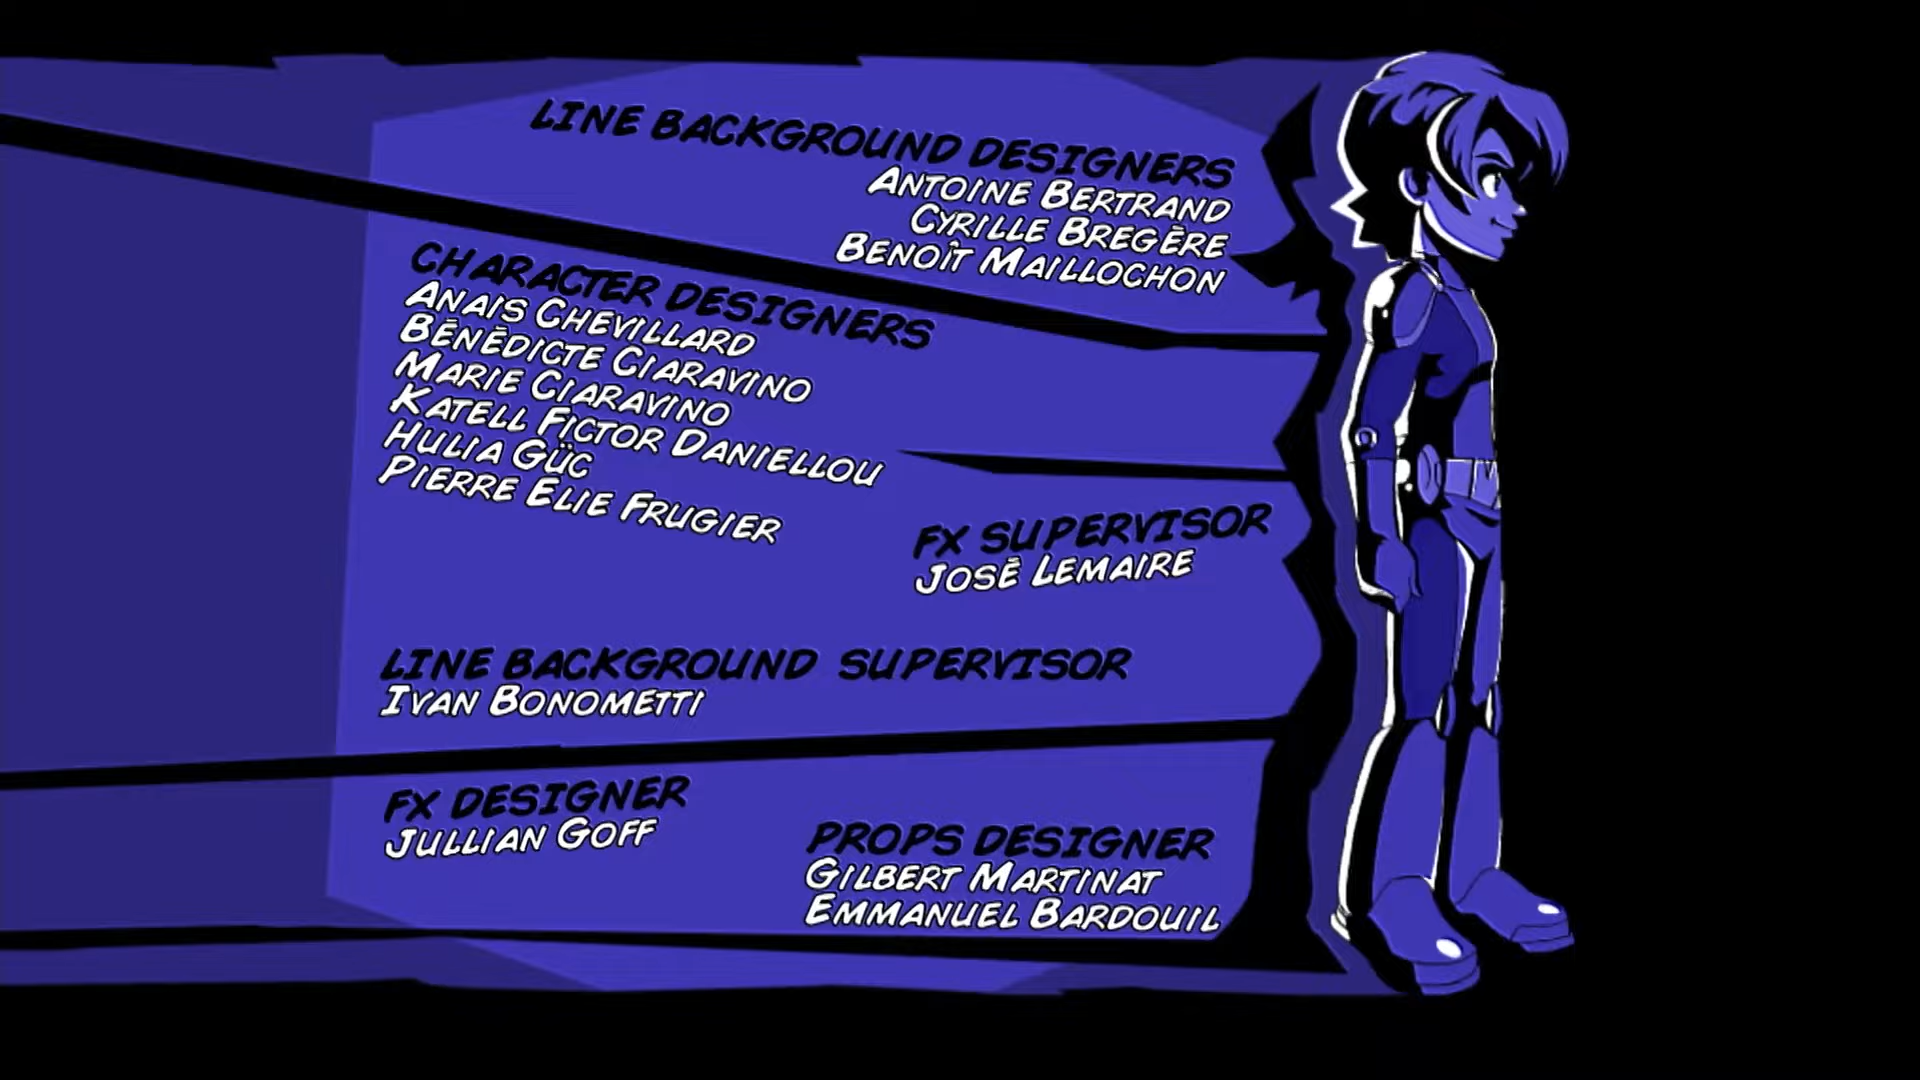 LINE BACKGROUND DESIGNERS
ANTOINE BERTRAND
CYRILLE BREGÈRE
BENOÎT MAILLOCHON
CHARACTER DESIGNERS
ANAIS CHEVILLARD
BÉNÉDICTE CIARAVINO
MARIE CIARAVINO
KATELL FICTOR DANIELLOU
HULIA GÜC
PIERRE ELIE FRUGIER
FX SUPERVISOR
JOSÉ LEMAIRE
LINE BACKGROUND SUPERVISOR
IVAN BONOMETTI
FX DESIGNER
JULLIAN GOFF
PROPS DESIGNER
GILBERT MARTINAT
EMMANUEL BARDOUIL